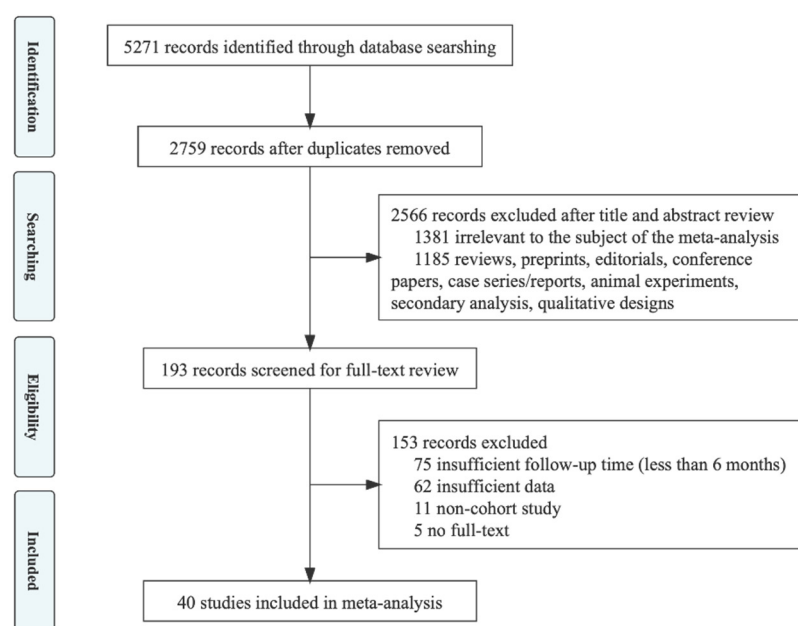 Identification
5271 records identified through database searshing
2759 records after duplicates removed
Searching
2566 records excluded after title and abstract review
1381 irrelevant to the subject of the meta-analysis
1185 reviews, preprints, editorials, conference
papers, case series/reports, animal experiments,
secondary analysis, qualitative designs
Eligibility
193 records screened for full-text review
153 records excluded
75 insufficient follow-up time (less than 6 months)
62 insufficient data
11 non-cohort study
5 no full-text
Included
40 studies included in meta-analysis